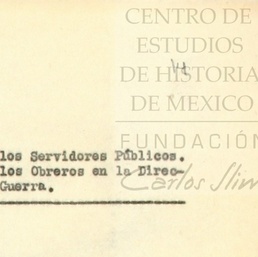 CENTRO DE
ESTUDIOS
DE HISTORIA
DE MEXICO
FUNDACIÓN
Carlos Slim
los Servidores Públicos.
los Obreros en la Direc-
Guerra.